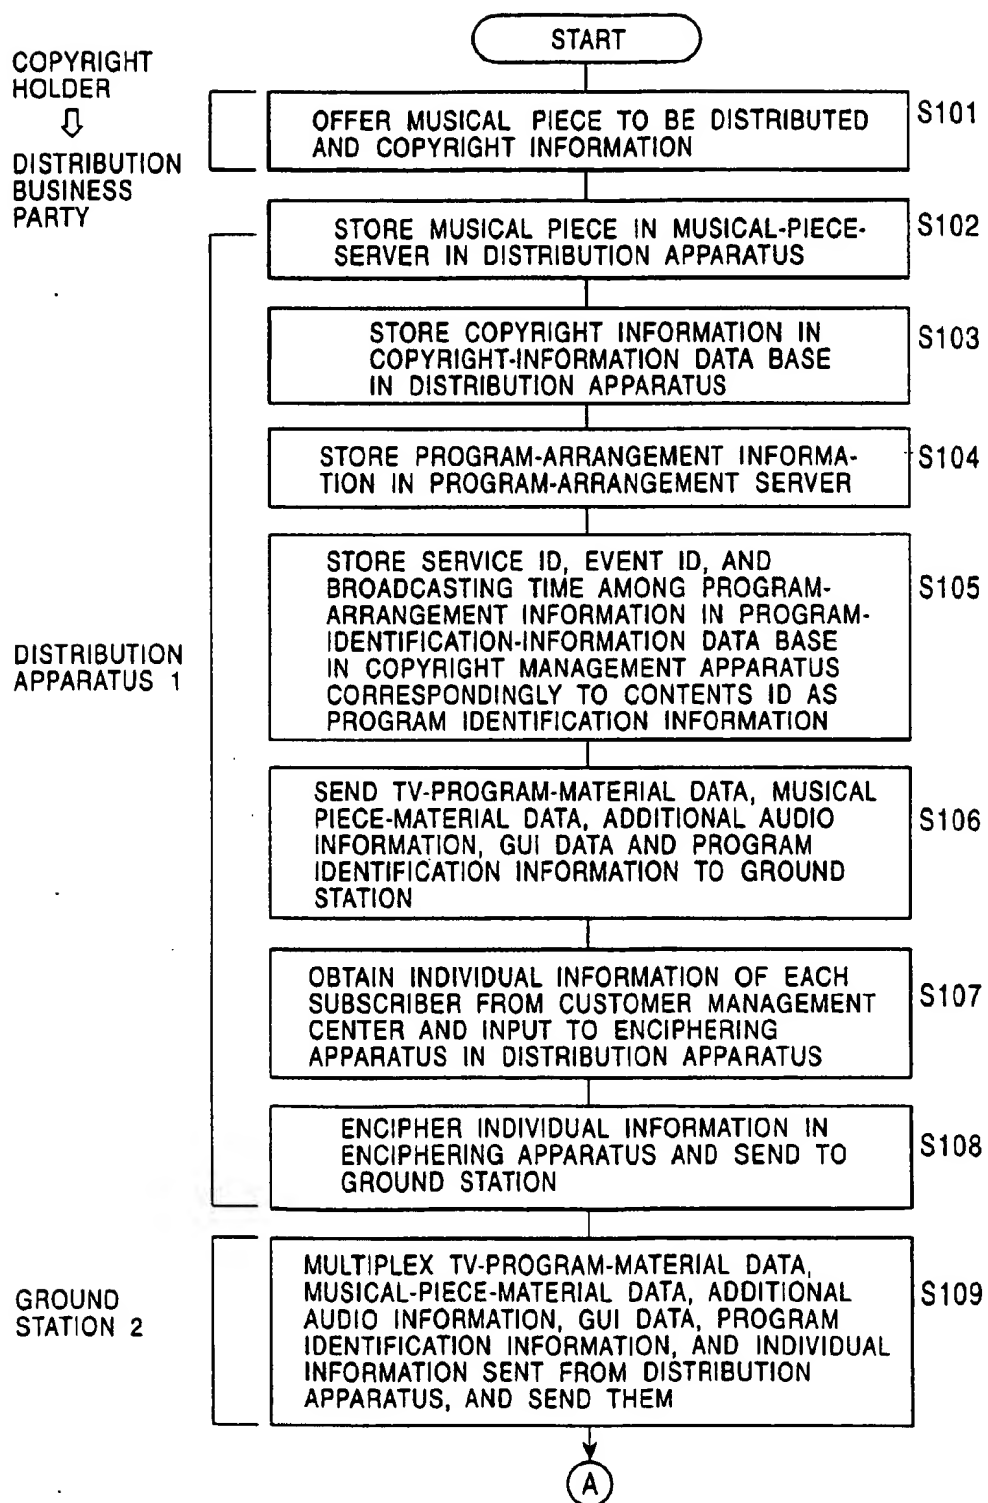 START
COPYRIGHT
HOLDER
⇩
DISTRIBUTION
BUSINESS
PARTY
OFFER MUSICAL PIECE TO BE DISTRIBUTED
AND COPYRIGHT INFORMATION
S101
STORE MUSICAL PIECE IN MUSICAL-PIECE-
SERVER IN DISTRIBUTION APPARATUS
S102
STORE COPYRIGHT INFORMATION IN
COPYRIGHT-INFORMATION DATA BASE
IN DISTRIBUTION APPARATUS
S103
STORE PROGRAM-ARRANGEMENT INFORMA-
TION IN PROGRAM-ARRANGEMENT SERVER
S104
DISTRIBUTION
APPARATUS 1
STORE SERVICE ID, EVENT ID, AND
BROADCASTING TIME AMONG PROGRAM-
ARRANGEMENT INFORMATION IN PROGRAM-
IDENTIFICATION-INFORMATION DATA BASE
IN COPYRIGHT MANAGEMENT APPARATUS
CORRESPONDINGLY TO CONTENTS ID AS
PROGRAM IDENTIFICATION INFORMATION
S105
SEND TV-PROGRAM-MATERIAL DATA, MUSICAL
PIECE-MATERIAL DATA, ADDITIONAL AUDIO
INFORMATION, GUI DATA AND PROGRAM
IDENTIFICATION INFORMATION TO GROUND
STATION
S106
OBTAIN INDIVIDUAL INFORMATION OF EACH
SUBSCRIBER FROM CUSTOMER MANAGEMENT
CENTER AND INPUT TO ENCIPHERING
APPARATUS IN DISTRIBUTION APPARATUS
S107
ENCIPHER INDIVIDUAL INFORMATION IN
ENCIPHERING APPARATUS AND SEND TO
GROUND STATION
S108
GROUND
STATION 2
MULTIPLEX TV-PROGRAM-MATERIAL DATA,
MUSICAL-PIECE-MATERIAL DATA, ADDITIONAL
AUDIO INFORMATION, GUI DATA, PROGRAM
IDENTIFICATION INFORMATION, AND INDIVIDUAL
INFORMATION SENT FROM DISTRIBUTION
APPARATUS, AND SEND THEM
S109
A